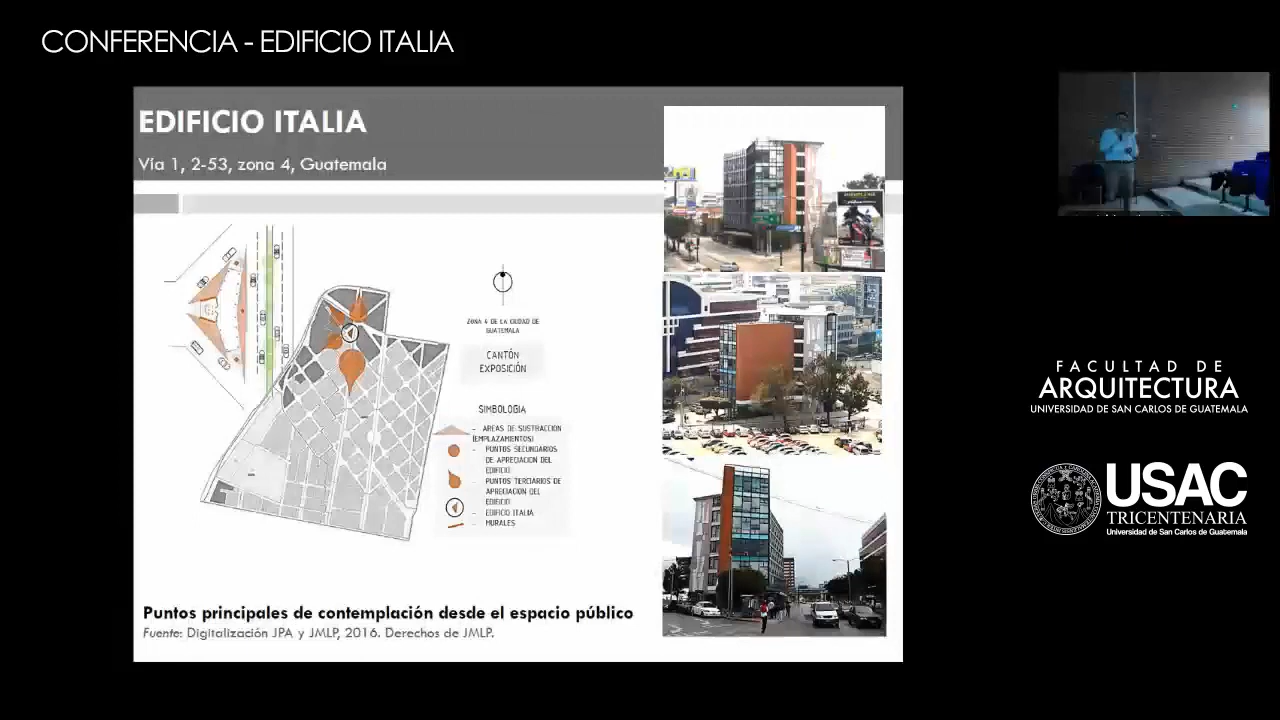 CONFERENCIA - EDIFICIO ITALIA
EDIFICIO ITALIA
Vía 1, 2-53, zona 4, Guatemala
ZONA 4 DE LA CIUDAD DE
GUATEMALA
CANTÓN
EXPOSICIÓN
SIMBOLOGIA
- AREAS DE SUSTRACCION
(EMPLAZAMIENTOS)
- PUNTOS SECUNDARIOS
DE APRECIACION DEL
EDIFICIO
- PUNTOS TERCIARIOS DE
APRECIACION DEL
EDIFICIO
- EDIFICIO ITALIA
- MURALES
Puntos principales de contemplación desde el espacio público
Fuente: Digitalización JPA y JMLP, 2016. Derechos de JMLP.
FACULTAD DE
ARQUITECTURA
UNIVERSIDAD DE SAN CARLOS DE GUATEMALA
USAC
TRICENTENARIA
Universidad de San Carlos de Guatemala